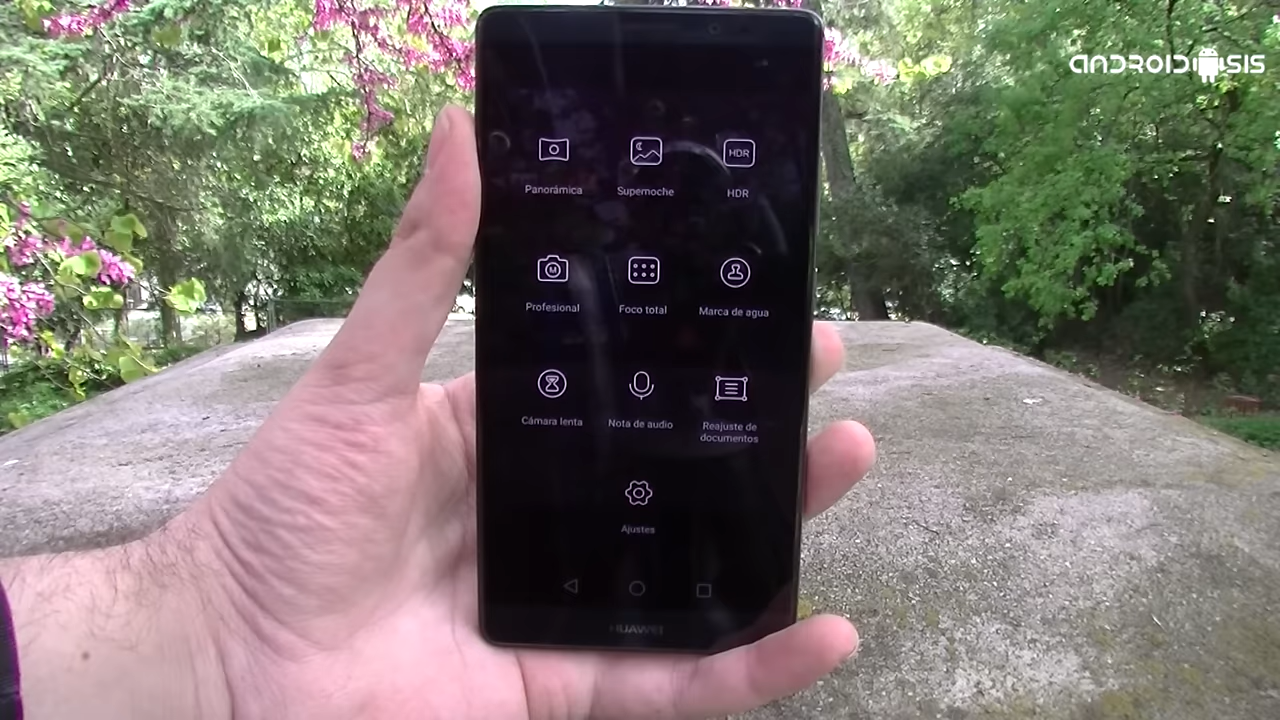 ANDROIDSIS
Panorámica
Supernoche
HDR
HDR
M
Profesional
Foco total
Marca de agua
Cámara lenta
Nota de audio
Reajuste de
documentos
Ajustes
HUAWEI